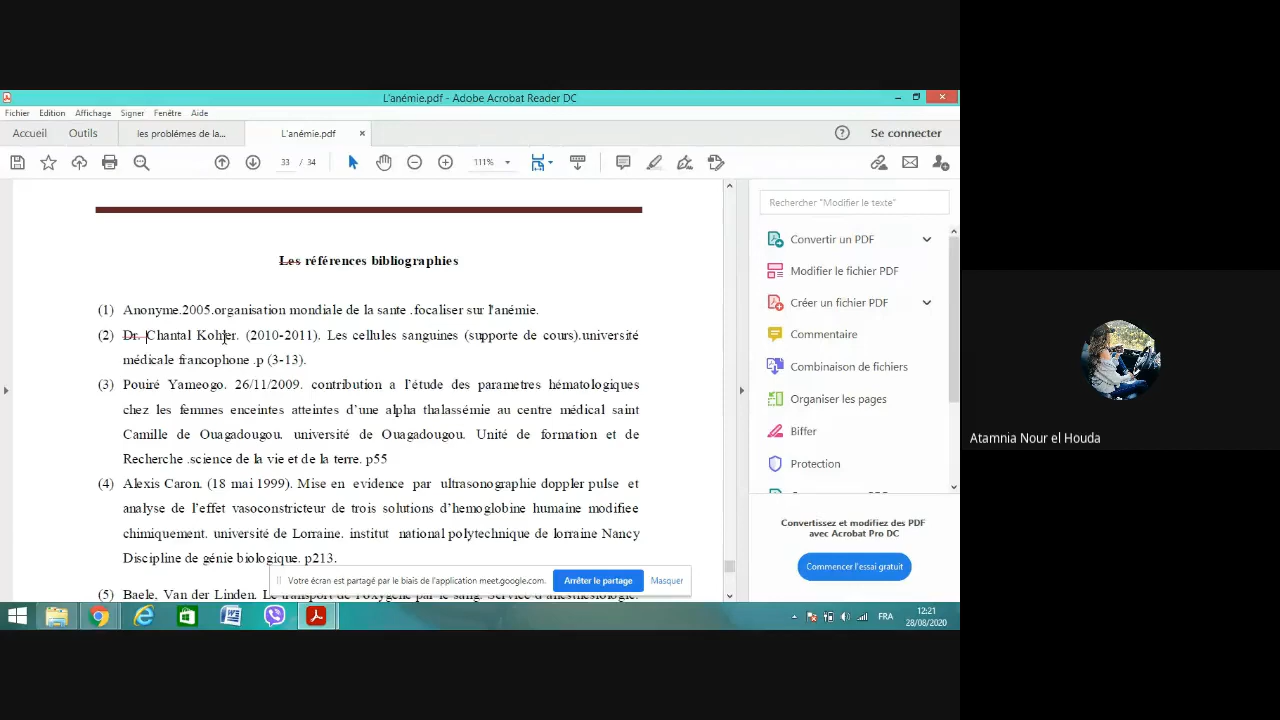 L'anémie.pdf - Adobe Acrobat Reader DC
Fichier Edition Affichage Signer Fenêtre Aide
Accueil Outils les problèmes de la... L'anémie.pdf Se connecter
33 / 34 111%
Rechercher "Modifier le texte"
Convertir un PDF
Modifier le fichier PDF
Créer un fichier PDF
Commentaire
Combinaison de fichiers
Organiser les pages
Biffer
Protection
Convertissez et modifiez des PDF
avec Acrobat Pro DC
Commencer l'essai gratuit
Les références bibliographies
(1) Anonyme.2005.organisation mondiale de la sante .focaliser sur l'anémie.
(2) Dr. Chantal Kohler. (2010-2011). Les cellules sanguines (supporte de cours).université
médicale francophone .p (3-13).
(3) Pouiré Yameogo. 26/11/2009. contribution a l'étude des parametres hématologiques
chez les femmes enceintes atteintes d'une alpha thalassémie au centre médical saint
Camille de Ouagadougou. université de Ouagadougou. Unité de formation et de
Recherche .science de la vie et de la terre. p55
(4) Alexis Caron. (18 mai 1999). Mise en evidence par ultrasonographie doppler pulse et
analyse de l'effet vasoconstricteur de trois solutions d'hemoglobine humaine modifiee
chimiquement. université de Lorraine. institut national polytechnique de lorraine Nancy
Discipline de génie biologique. p213.
(5) Baele, Van der Linden. Le transport de l'oxygène par le sang. Service d'anesthésiologie.
Votre écran est partagé par le biais de l'application meet.google.com. Arrêter le partage Masquer
FRA 12:21
28/08/2020
Atamnia Nour el Houda